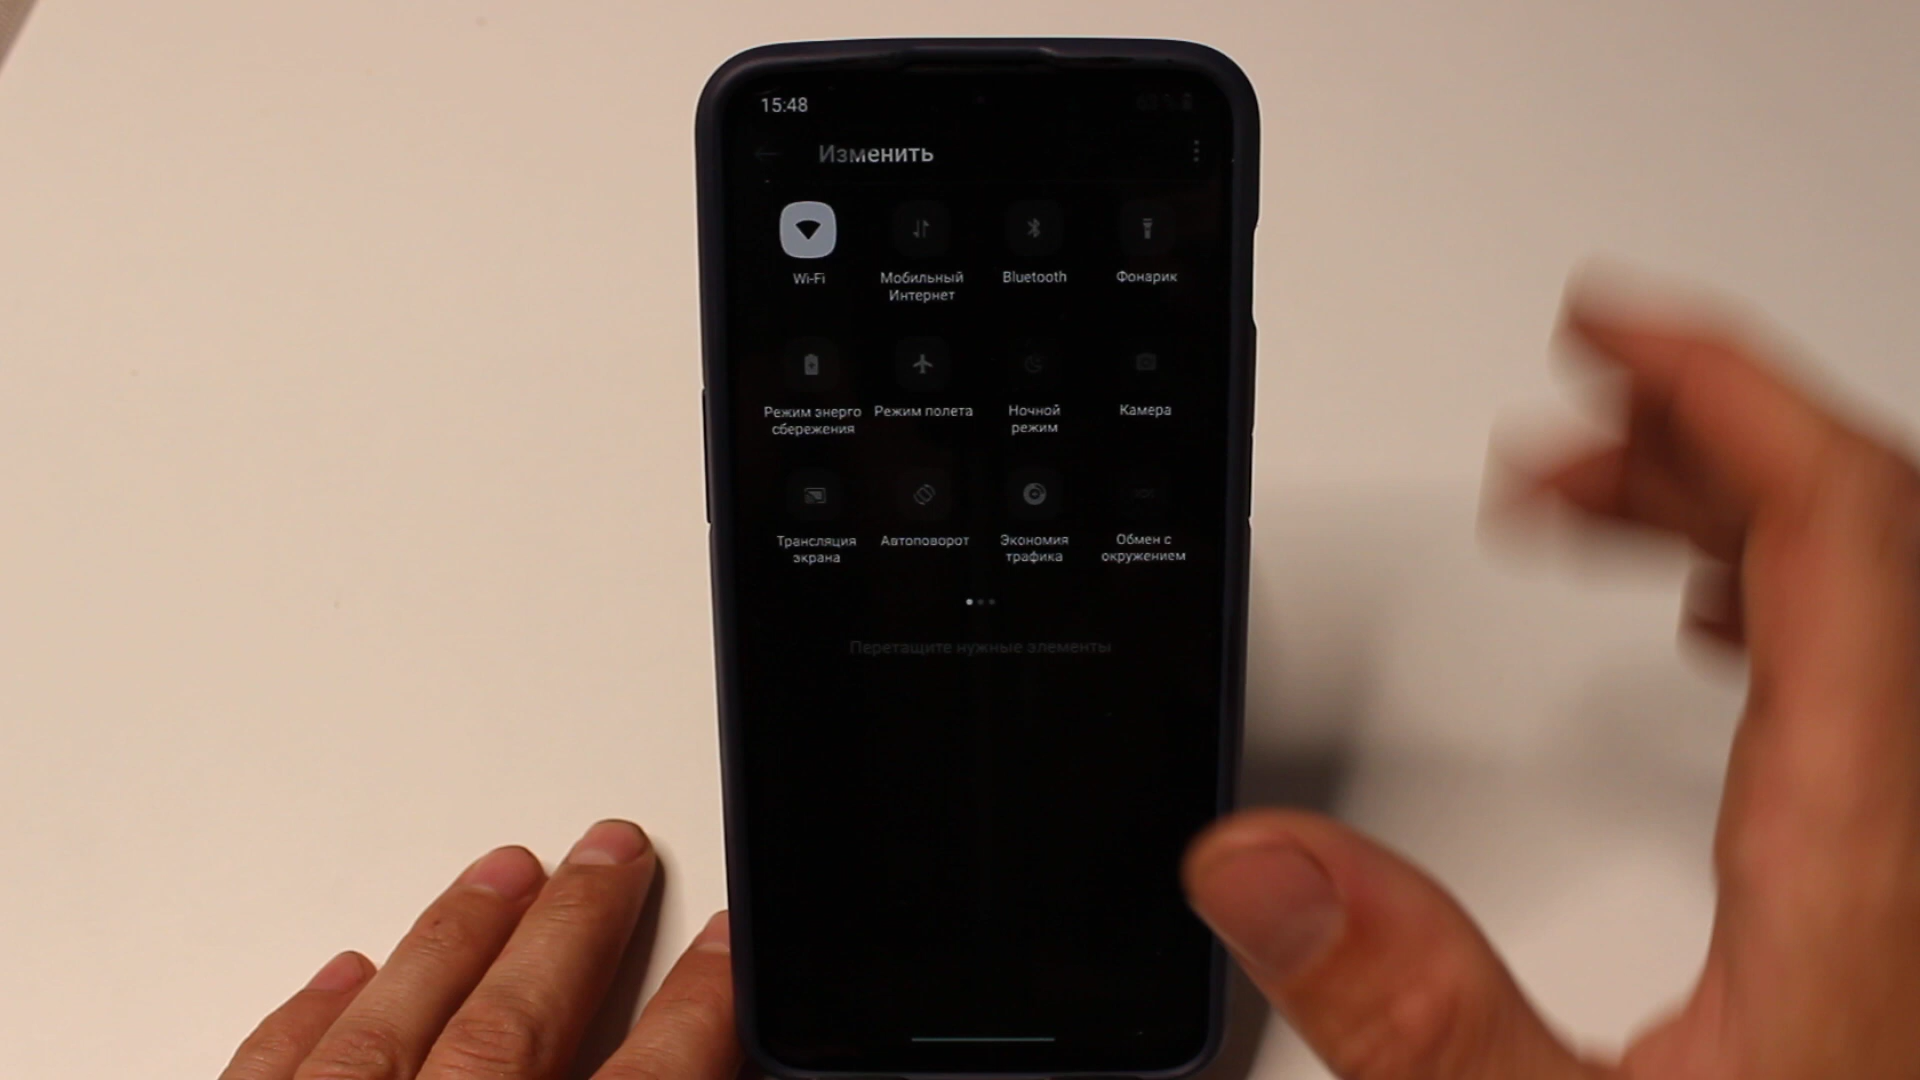 15:48
Изменить
Wi-Fi
Мобильный
Интернет
Bluetooth
Фонарик
Режим энерго
сбережения
Режим полета
Ночной
режим
Камера
Трансляция
экрана
Автоповорот
Экономия
трафика
Обмен с
окружением
Перетащите нужные элементы